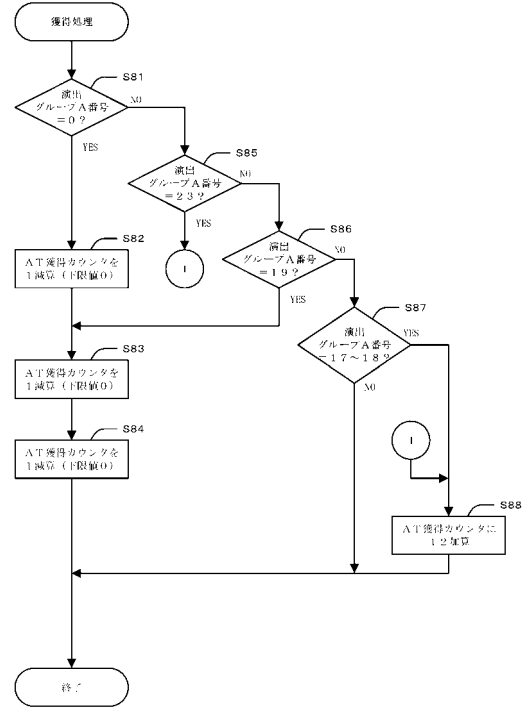 獲得処理
S81
演出
グループA番号
=0?
NO
YES
S85
演出
グループA番号
=23?
NO
YES
1
S86
演出
グループA番号
=19?
NO
YES
S82
AT獲得カウンタを
1減算(下限値0)
S87
演出
グループA番号
=17~18?
YES
NO
S83
AT獲得カウンタを
1減算(下限値0)
S84
AT獲得カウンタを
1減算(下限値0)
1
S88
AT獲得カウンタに
12加算
終了